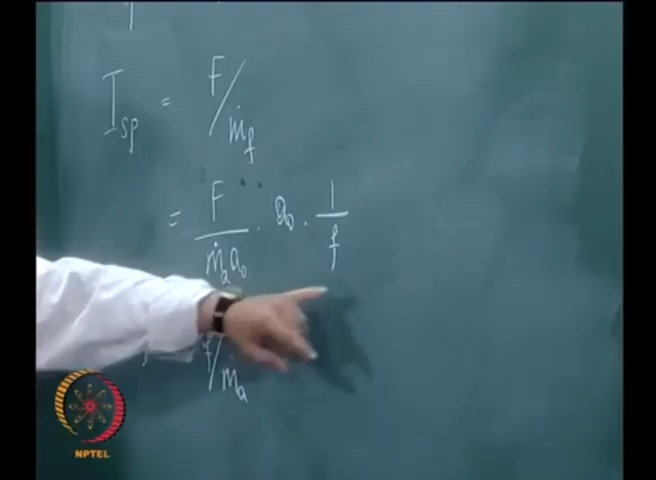 I_sp = F/ṁ_f
= F/(ṁ_a a_0) · a_0 · 1/f
f/ṁ_a
NPTEL